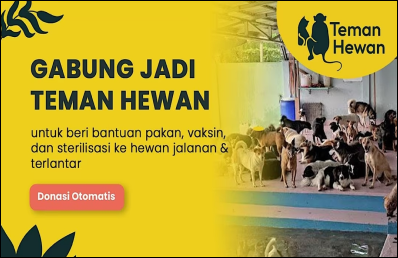 Teman
Hewan
GABUNG JADI
TEMAN HEWAN
untuk beri bantuan pakan, vaksin,
dan sterilisasi ke hewan jalanan &
terlantar
Donasi Otomatis